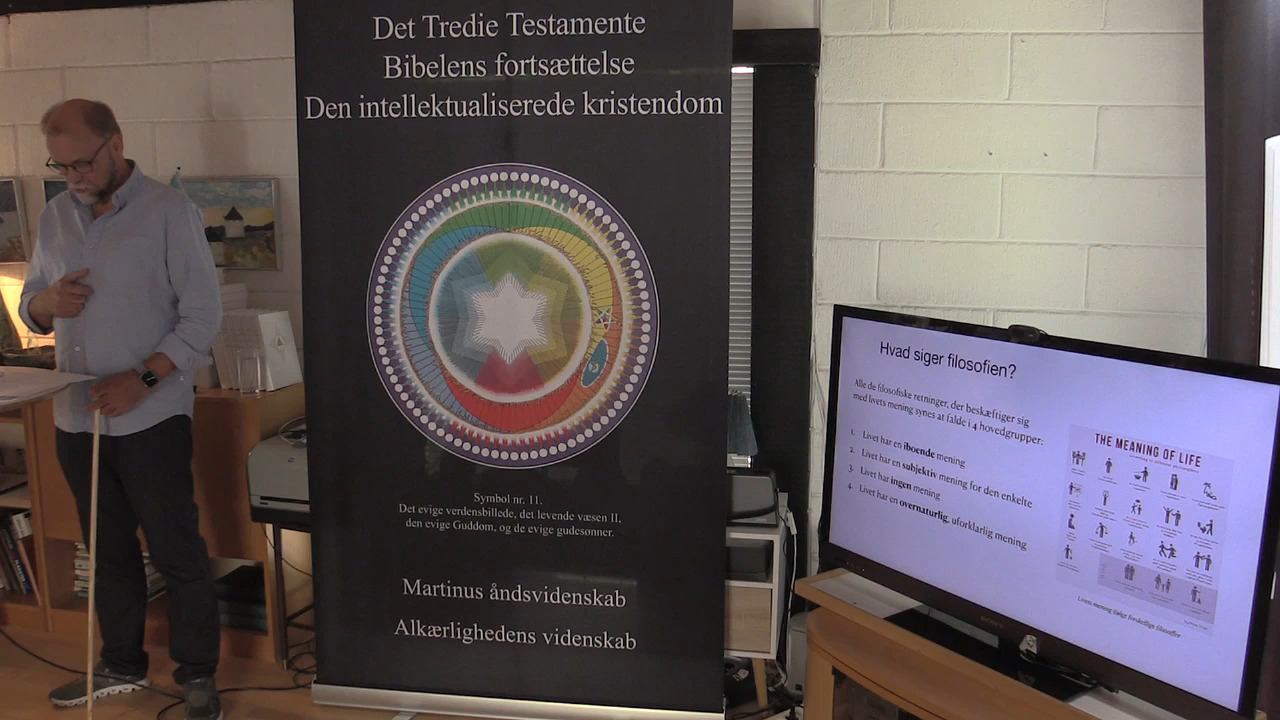 Det Tredie Testamente
Bibelens fortsættelse
Den intellektualiserede kristendom
Symbol nr. 11.
Det evige verdensbillede, det levende væsen II,
den evige Guddom, og de evige gudesønner.
Martinus åndsvidenskab
Alkærlighedens videnskab
Hvad siger filosofien?
Alle de filosofiske retninger, der beskæftiger sig
med livets mening synes at falde i 4 hovedgrupper:
1. Livet har en iboende mening
2. Livet har en subjektiv mening for den enkelte
3. Livet har ingen mening
4. Livet har en overnaturlig, uforklarlig mening
THE MEANING OF LIFE
Livets mening ifølge forskellige filosoffer
SONY